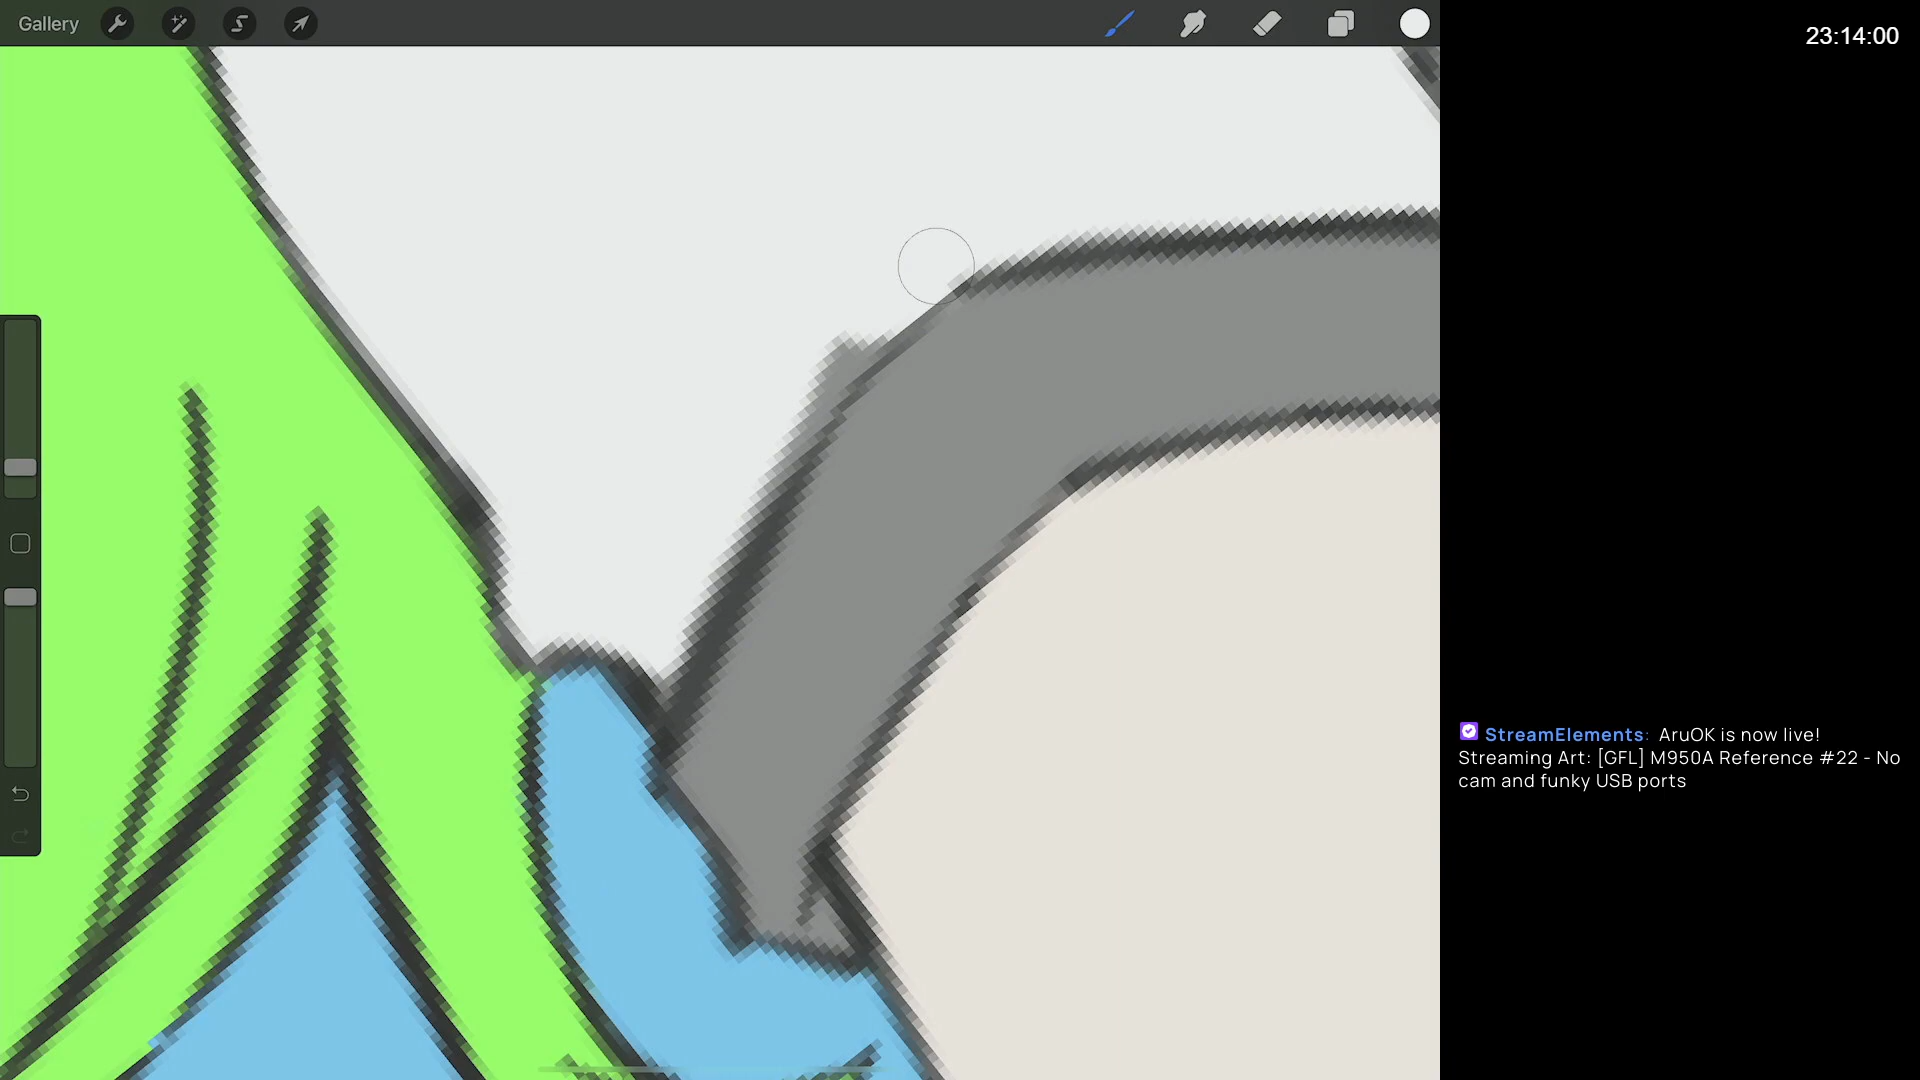 Gallery
23:14:00
StreamElements: AruOK is now live!
Streaming Art: [GFL] M950A Reference #22 - No
cam and funky USB ports